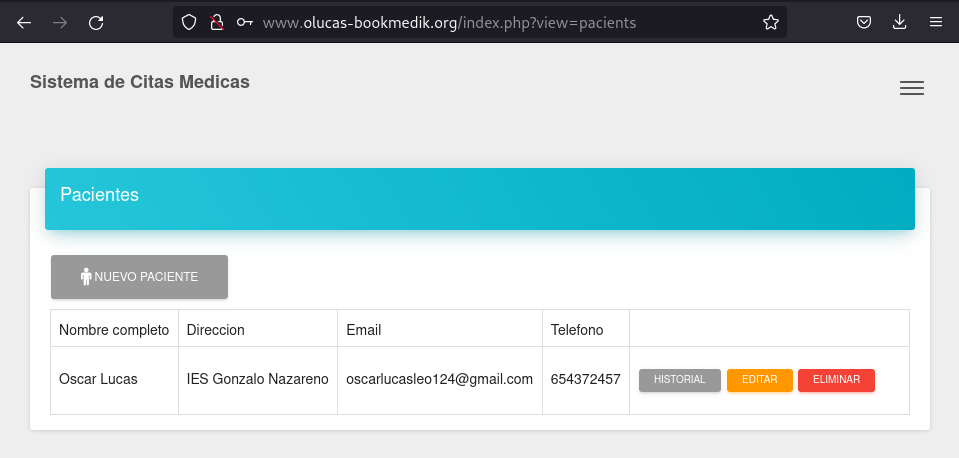 www.olucas-bookmedik.org/index.php?view=pacients
Sistema de Citas Medicas
Pacientes
NUEVO PACIENTE
Nombre completo Direccion Email Telefono
Oscar Lucas IES Gonzalo Nazareno oscarlucasleo124@gmail.com 654372457 HISTORIAL EDITAR ELIMINAR